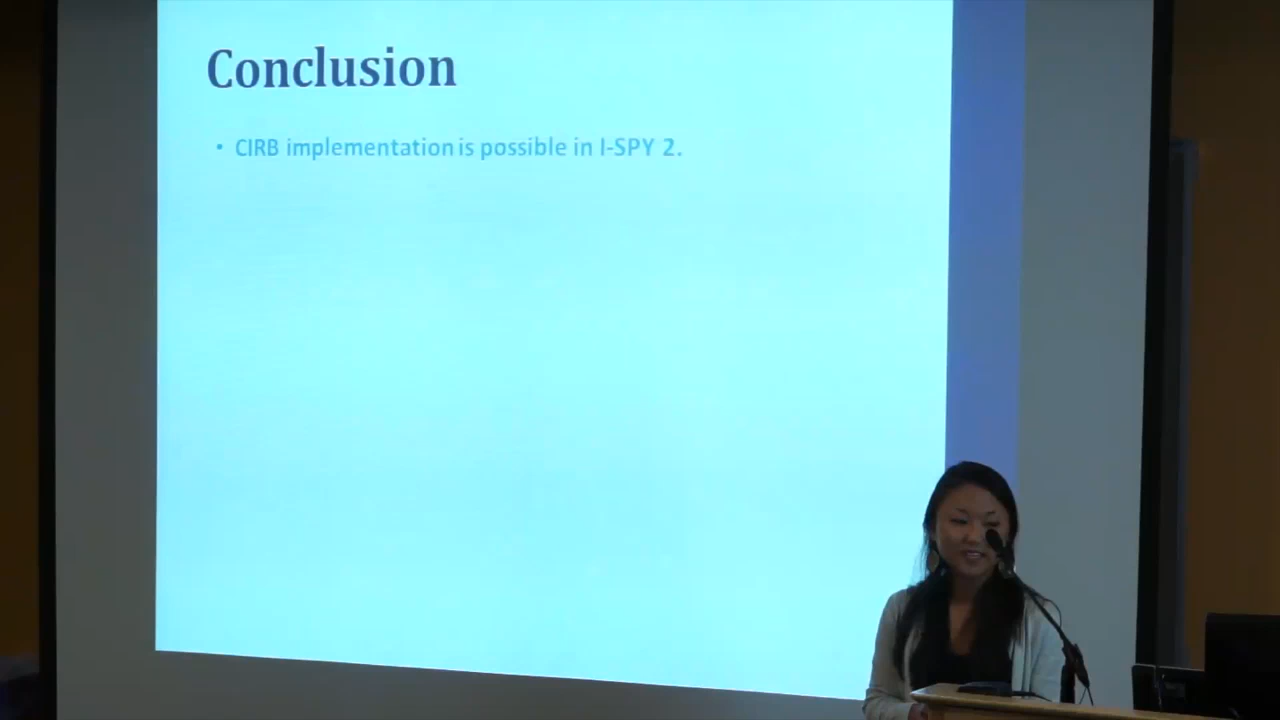 Conclusion
• CIRB implementation is possible in I-SPY 2.